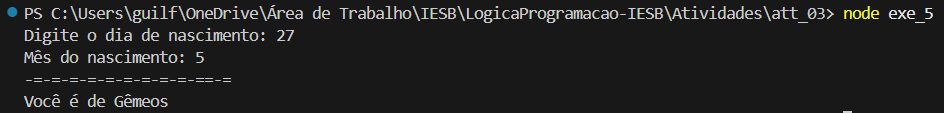 PS C:\Users\guilf\OneDrive\Área de Trabalho\IESB\LogicaProgramacao-IESB\Atividades\att_03> node exe_5
Digite o dia de nascimento: 27
Mês do nascimento: 5
-=-=-=-=-=-=-=-=-=-==-=
Você é de Gêmeos